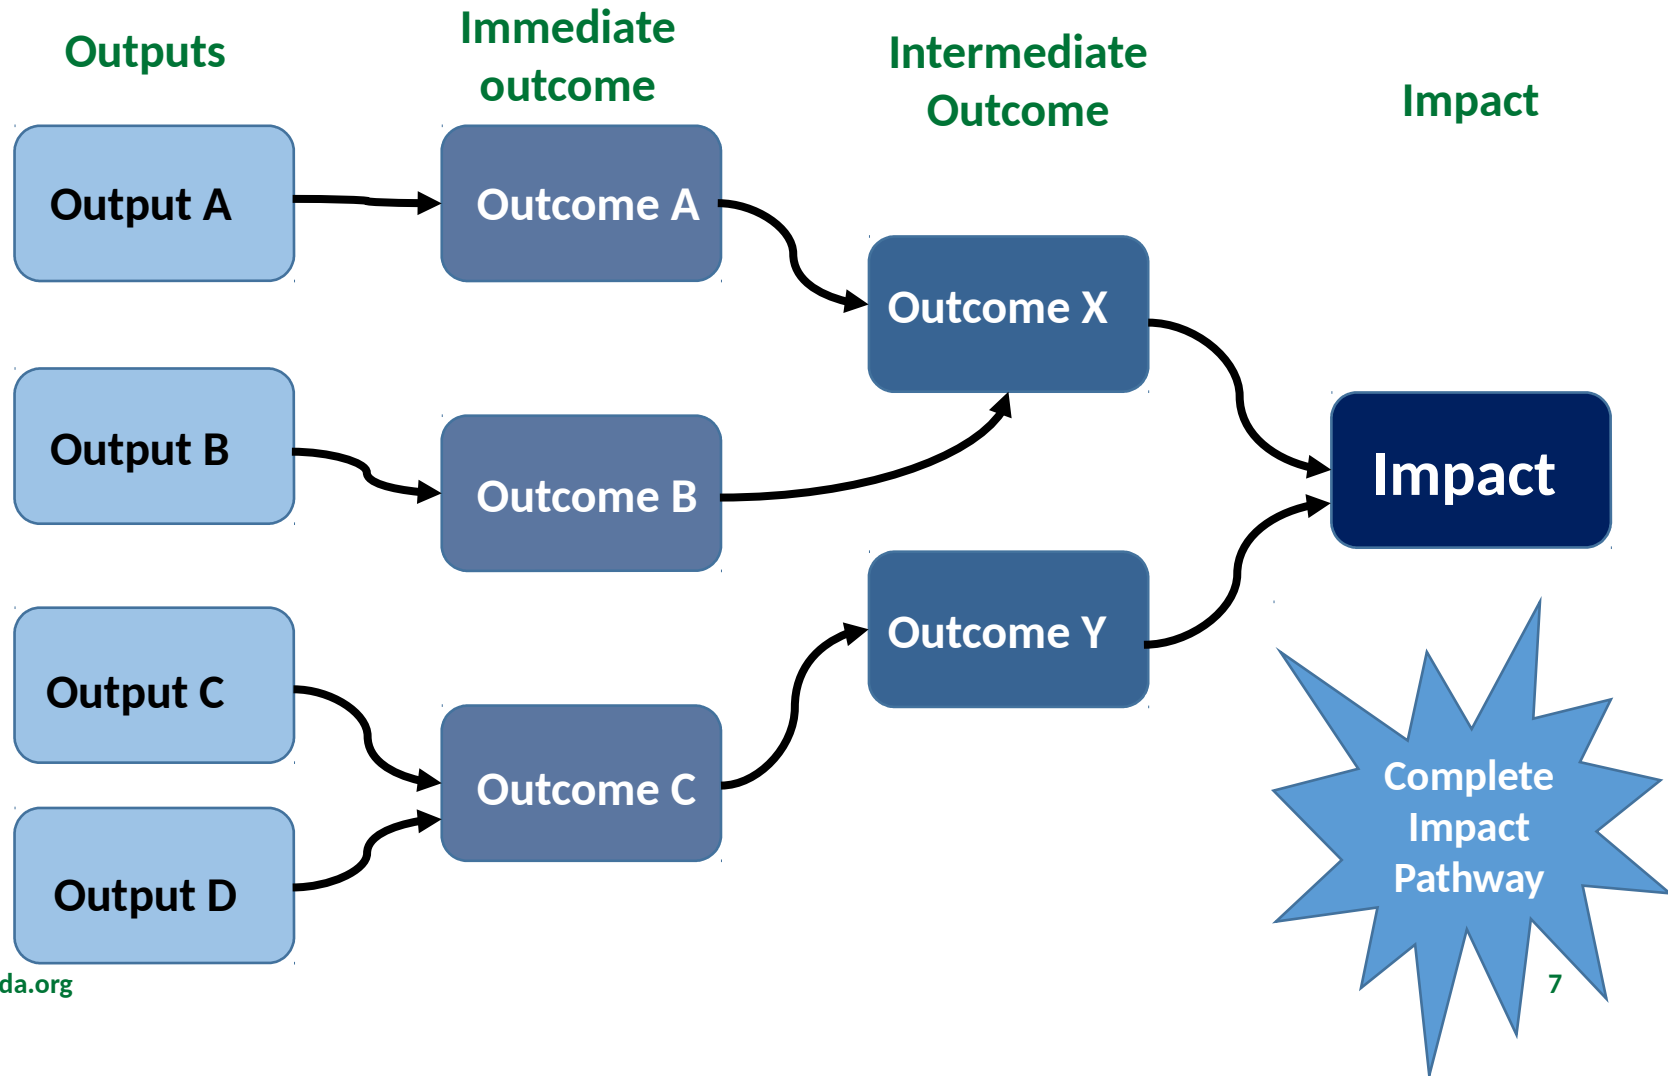 Outputs
Immediate
outcome
Intermediate
Outcome
Impact
Output A
Outcome A
Outcome X
Output B
Outcome B
Impact
Output C
Outcome Y
Outcome C
Output D
Complete
Impact
Pathway
da.org
7